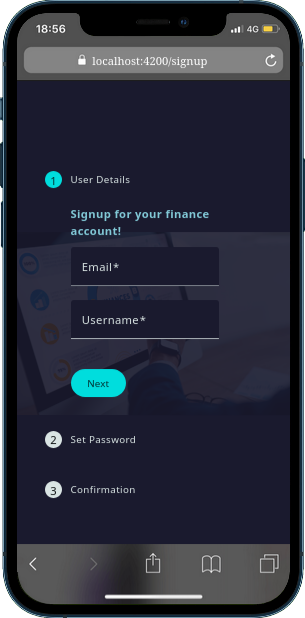 18:56
4G
localhost:4200/signup
1 User Details
Signup for your finance
account!
Email*
Username*
Next
2 Set Password
3 Confirmation